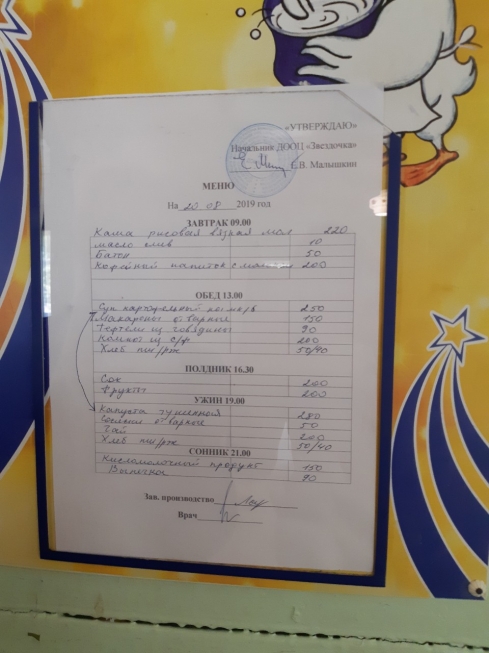 «УТВЕРЖДАЮ»
Начальник ДООЦ «Звездочка»
Е.В. Малышкин
МЕНЮ
На 20 08 2019 год
ЗАВТРАК 09.00
Каша рисовая вязкая мол 220
масло слив 10
Батон 50
Кофейный напиток с молоком 200
ОБЕД 13.00
Суп картофельный 250
Макароны отварные 150
Тефтели из говядины 90
Компот из с/ф 200
Хлеб пш/рж 50/40
ПОЛДНИК 16.30
Сок 200
Фрукты 200
УЖИН 19.00
Капуста тушенная 280
Сосиски отварные 50
Чай 200
Хлеб пш/рж 50/40
СОННИК 21.00
Кисломолочный продукт 150
Выпечка 90
Зав. производство
Врач